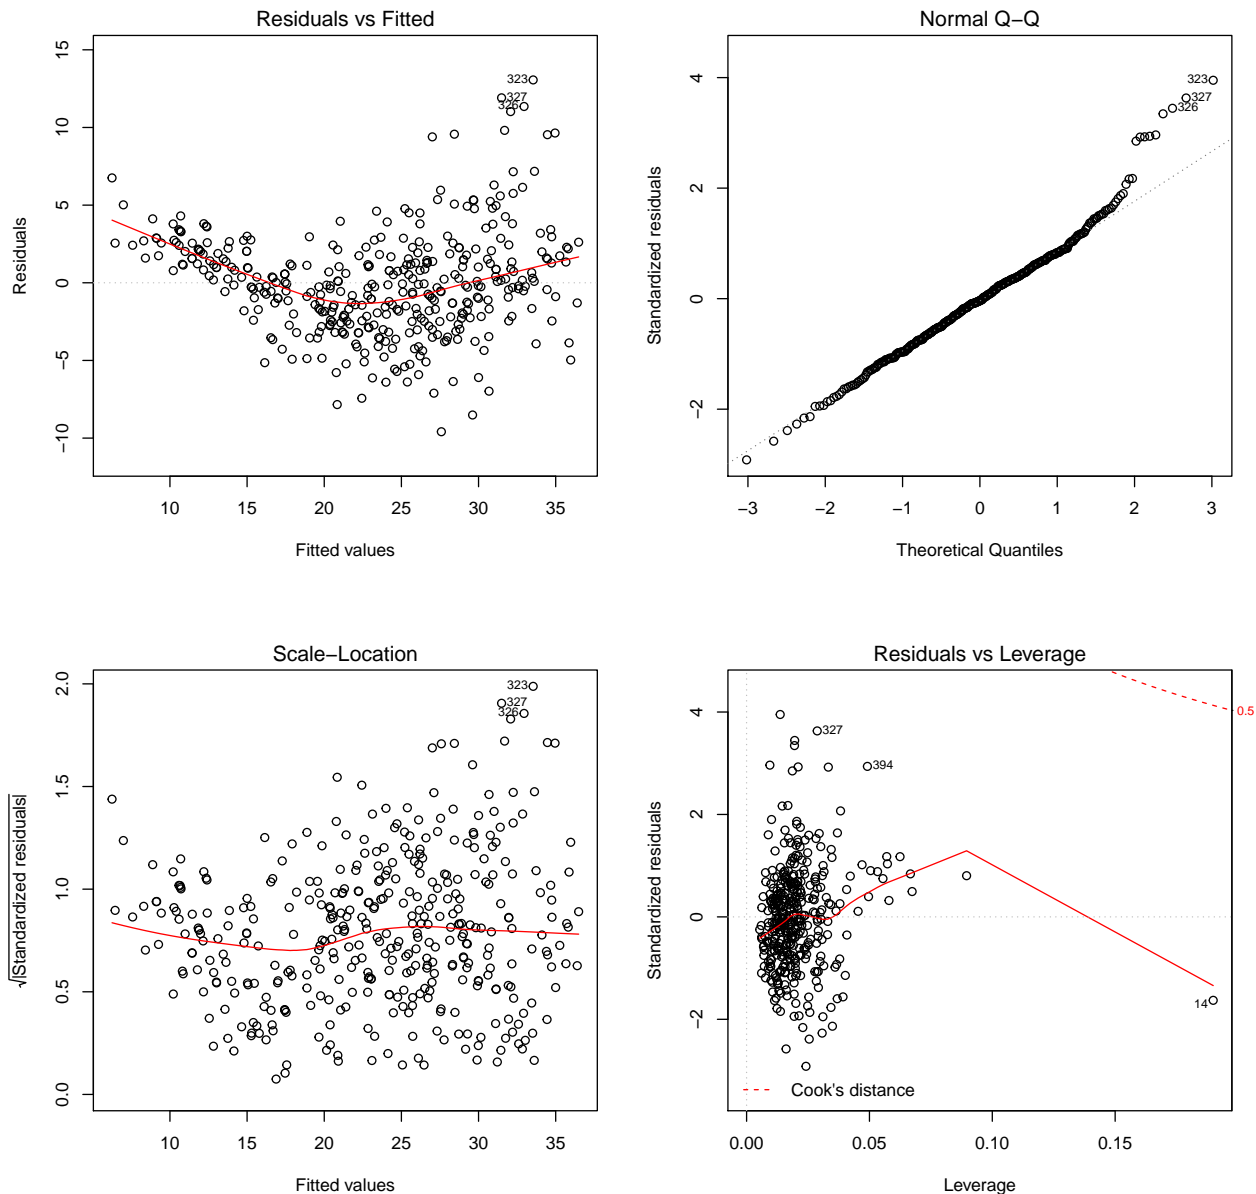 Residuals vs Fitted
15
10
5
0
−5
−10
Residuals
323
327
326
10 15 20 25 30 35
Fitted values
Normal Q−Q
4
2
0
−2
Standardized residuals
323
327
326
−3 −2 −1 0 1 2 3
Theoretical Quantiles
Scale−Location
2.0
1.5
1.0
0.5
0.0
√|Standardized residuals|
323
327
326
10 15 20 25 30 35
Fitted values
Residuals vs Leverage
4
2
0
−2
Standardized residuals
0.5
327
394
14
Cook's distance
0.00 0.05 0.10 0.15
Leverage